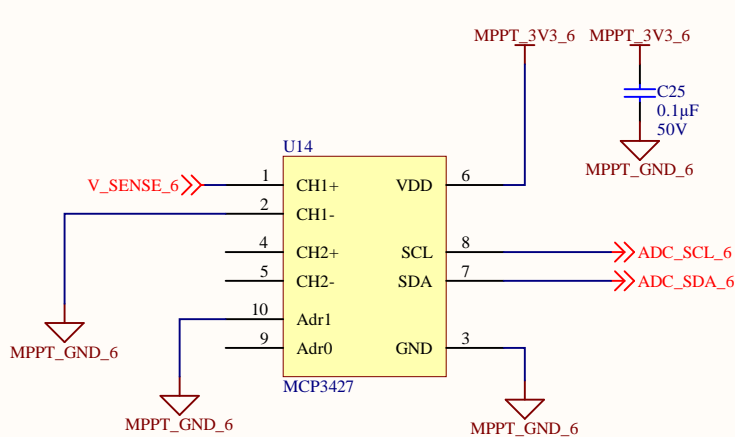 MPPT_3V3_6
MPPT_3V3_6
C25
0.1µF
50V
MPPT_GND_6
U14
V_SENSE_6
1
CH1+
VDD
6
2
CH1-
4
CH2+
SCL
8
ADC_SCL_6
5
CH2-
SDA
7
ADC_SDA_6
10
Adr1
9
Adr0
GND
3
MPPT_GND_6
MCP3427
MPPT_GND_6
MPPT_GND_6